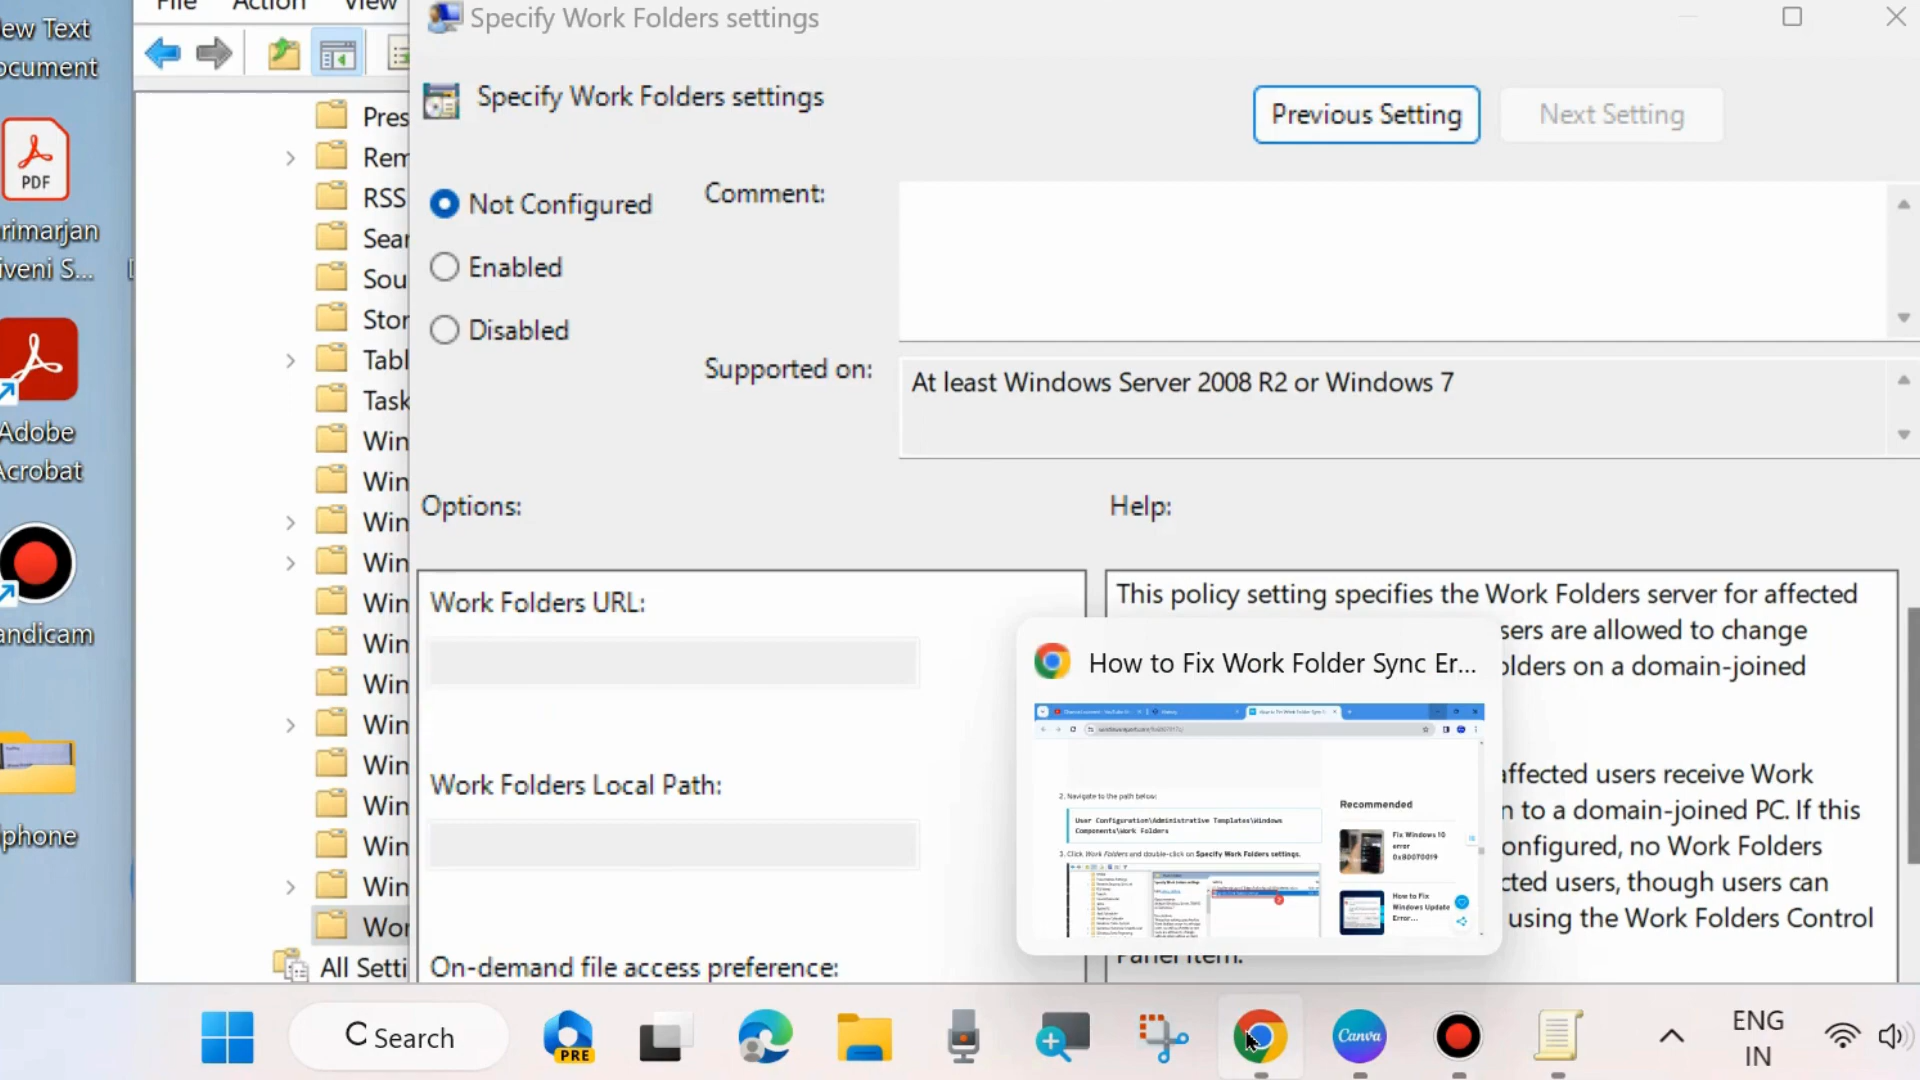 File Action View
Specify Work Folders settings
ew Text
ocument
PDF
rimarjan
iveni S...
Adobe
Acrobat
andicam
phone
Pres
Rem
RSS
Sear
Sou
Stor
Tabl
Task
Win
Win
Win
Win
Win
Win
Win
Win
Win
Win
Win
Win
Wor
All Setti
Specify Work Folders settings
Previous Setting
Next Setting
Not Configured
Enabled
Disabled
Comment:
Supported on:
At least Windows Server 2008 R2 or Windows 7
Options:
Help:
Work Folders URL:
Work Folders Local Path:
On-demand file access preference:
This policy setting specifies the Work Folders server for affected
sers are allowed to change
olders on a domain-joined
affected users receive Work
n to a domain-joined PC. If this
onfigured, no Work Folders
cted users, though users can
using the Work Folders Control
Panel item.
How to Fix Work Folder Sync Er...
2. Navigate to the path below:
User Configuration\Administrative Templates\Windows
Components\Work Folders
3. Click Work Folders and double-click on Specify Work Folders settings.
Recommended
Fix Windows 10
error
0x80070019
How to Fix
Windows Update
Error...
Search
PRE
Canva
ENG
IN